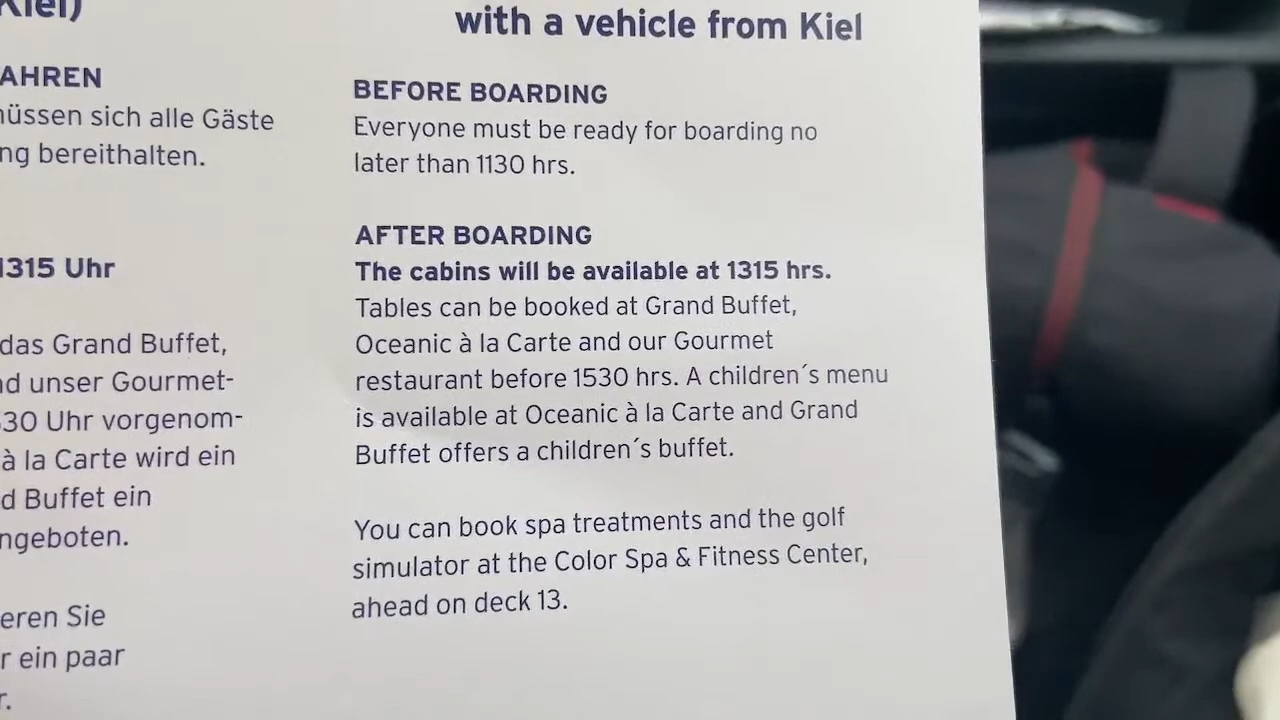 Kiel)
AHREN
müssen sich alle Gäste
ng bereithalten.
1315 Uhr
das Grand Buffet,
nd unser Gourmet-
530 Uhr vorgenom-
à la Carte wird ein
d Buffet ein
ngeboten.
eren Sie
r ein paar
r.
with a vehicle from Kiel
BEFORE BOARDING
Everyone must be ready for boarding no
later than 1130 hrs.
AFTER BOARDING
The cabins will be available at 1315 hrs.
Tables can be booked at Grand Buffet,
Oceanic à la Carte and our Gourmet
restaurant before 1530 hrs. A children´s menu
is available at Oceanic à la Carte and Grand
Buffet offers a children´s buffet.
You can book spa treatments and the golf
simulator at the Color Spa & Fitness Center,
ahead on deck 13.